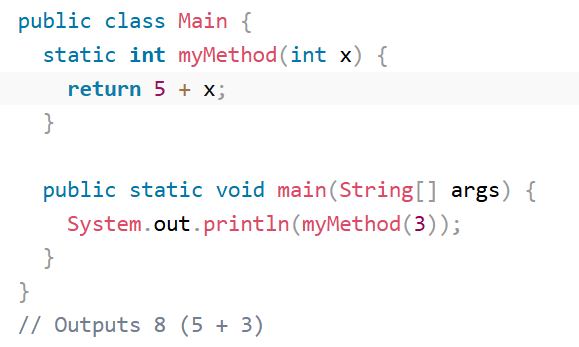 public class Main {
  static int myMethod(int x) {
    return 5 + x;
  }

  public static void main(String[] args) {
    System.out.println(myMethod(3));
  }
}
// Outputs 8 (5 + 3)